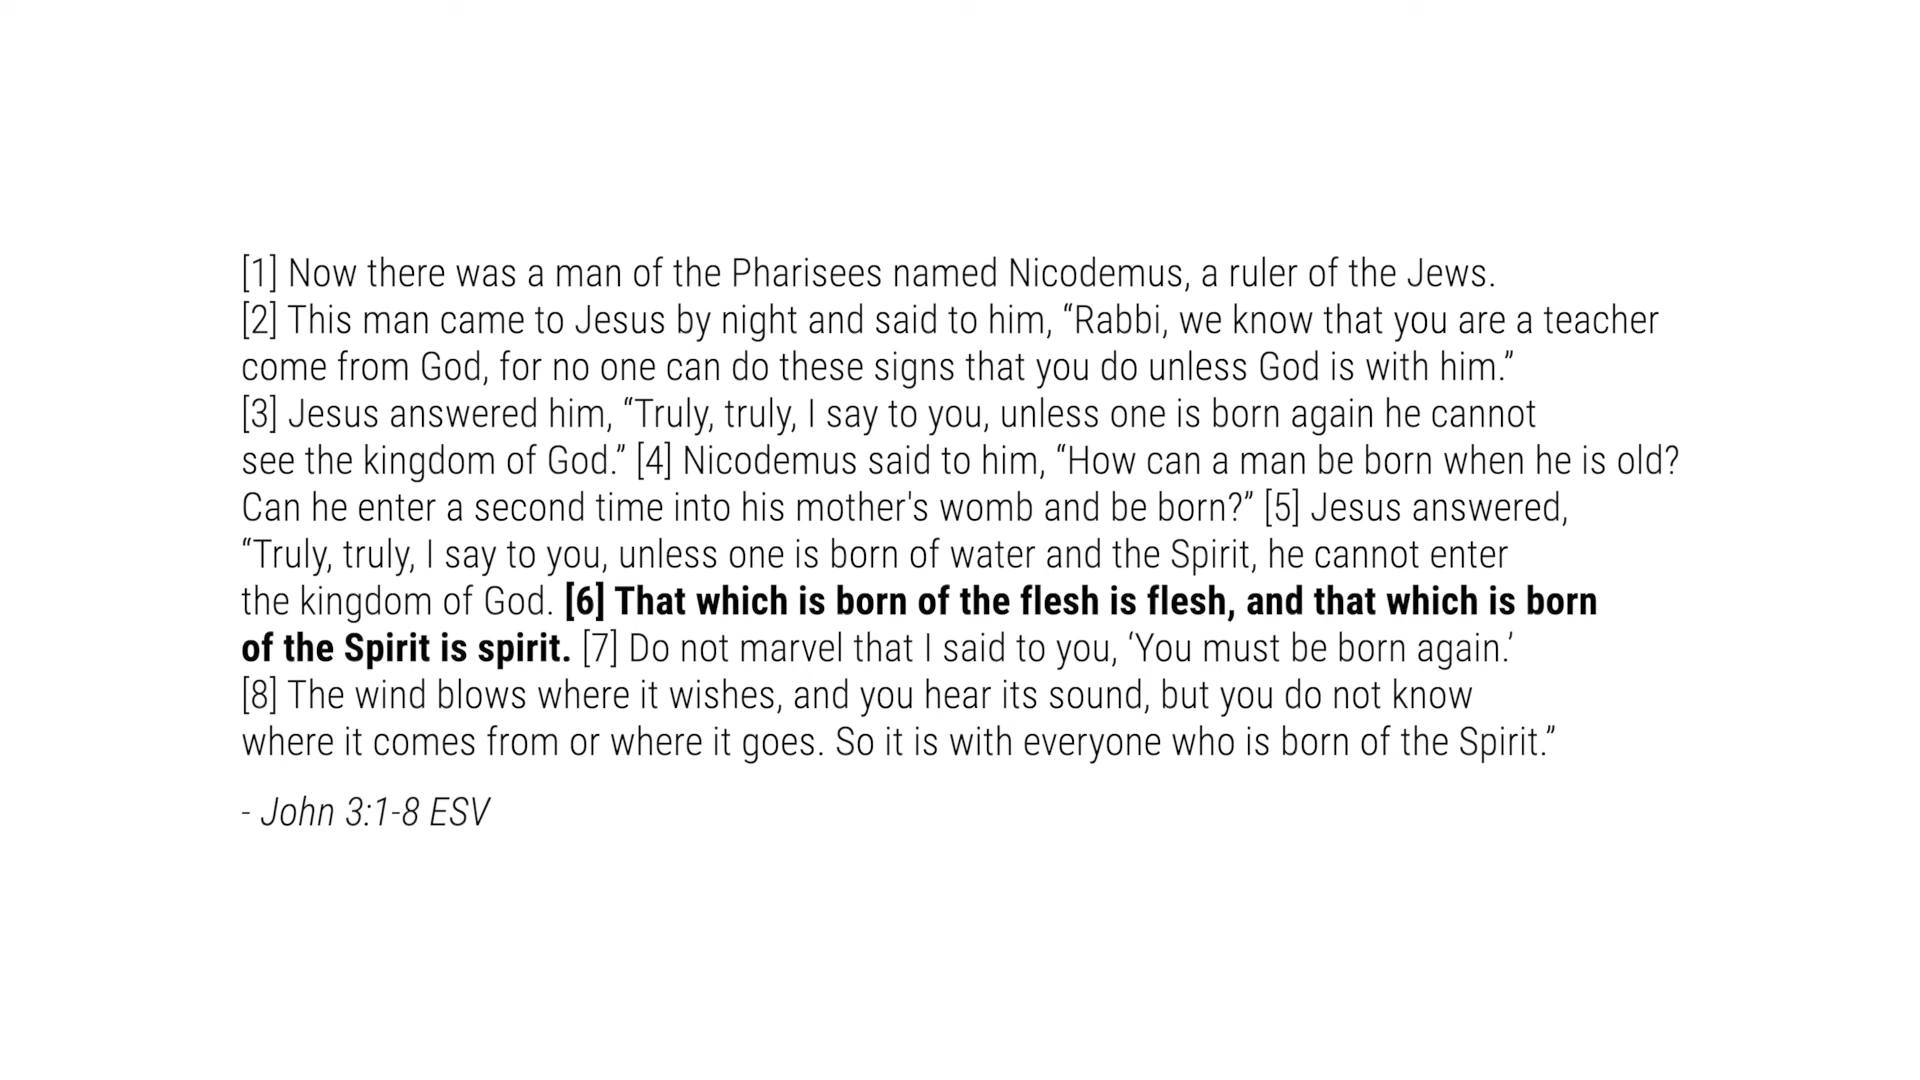 [1] Now there was a man of the Pharisees named Nicodemus, a ruler of the Jews.
[2] This man came to Jesus by night and said to him, “Rabbi, we know that you are a teacher
come from God, for no one can do these signs that you do unless God is with him.”
[3] Jesus answered him, “Truly, truly, I say to you, unless one is born again he cannot
see the kingdom of God.” [4] Nicodemus said to him, “How can a man be born when he is old?
Can he enter a second time into his mother's womb and be born?” [5] Jesus answered,
“Truly, truly, I say to you, unless one is born of water and the Spirit, he cannot enter
the kingdom of God. [6] That which is born of the flesh is flesh, and that which is born
of the Spirit is spirit. [7] Do not marvel that I said to you, ‘You must be born again.’
[8] The wind blows where it wishes, and you hear its sound, but you do not know
where it comes from or where it goes. So it is with everyone who is born of the Spirit.”
- John 3:1-8 ESV